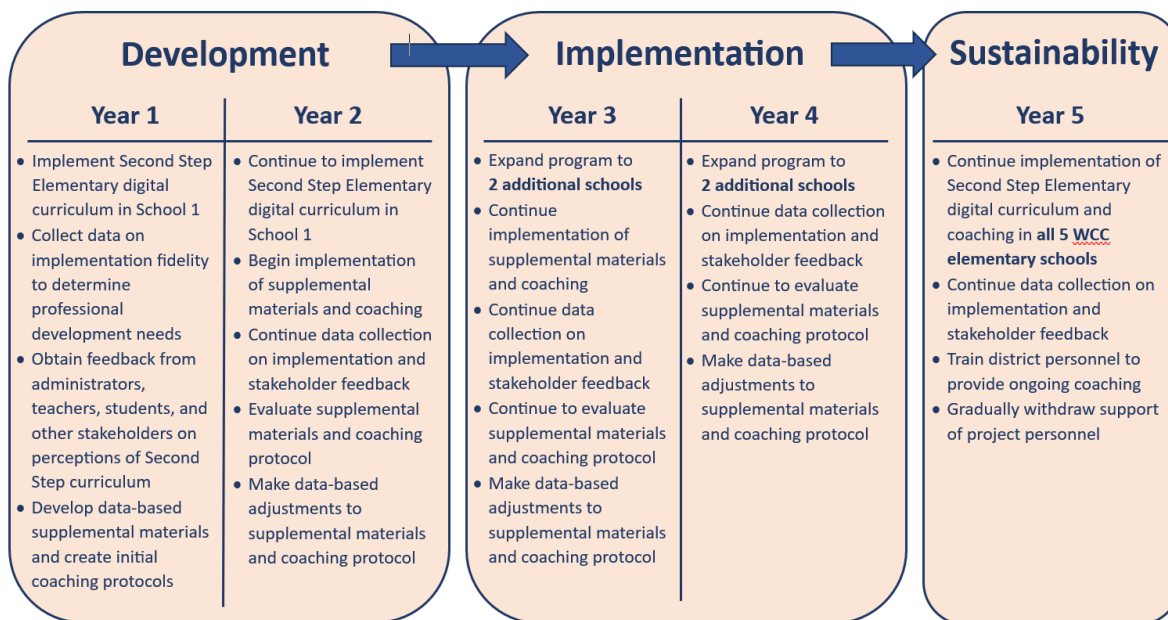 Development
Implementation
Sustainability
Year 1
• Implement Second Step
Elementary digital
curriculum in School 1
• Collect data on
implementation fidelity
to determine
professional
development needs
• Obtain feedback from
administrators,
teachers, students, and
other stakeholders on
perceptions of Second
Step curriculum
• Develop data-based
supplemental materials
and create initial
coaching protocols
Year 2
• Continue to implement
Second Step Elementary
digital curriculum in
School 1
• Begin implementation
of supplemental
materials and coaching
• Continue data collection
on implementation and
stakeholder feedback
• Evaluate supplemental
materials and coaching
protocol
• Make data-based
adjustments to
supplemental materials
and coaching protocol
Year 3
• Expand program to
2 additional schools
• Continue
implementation of
supplemental materials
and coaching
• Continue data
collection on
implementation and
stakeholder feedback
• Continue to evaluate
supplemental materials
and coaching protocol
• Make data-based
adjustments to
supplemental materials
and coaching protocol
Year 4
• Expand program to
2 additional schools
• Continue data collection
on implementation and
stakeholder feedback
• Continue to evaluate
supplemental materials
and coaching protocol
• Make data-based
adjustments to
supplemental materials
and coaching protocol
Year 5
• Continue implementation of
Second Step Elementary
digital curriculum and
coaching in all 5 WCC
elementary schools
• Continue data collection on
implementation and
stakeholder feedback
• Train district personnel to
provide ongoing coaching
• Gradually withdraw support
of project personnel